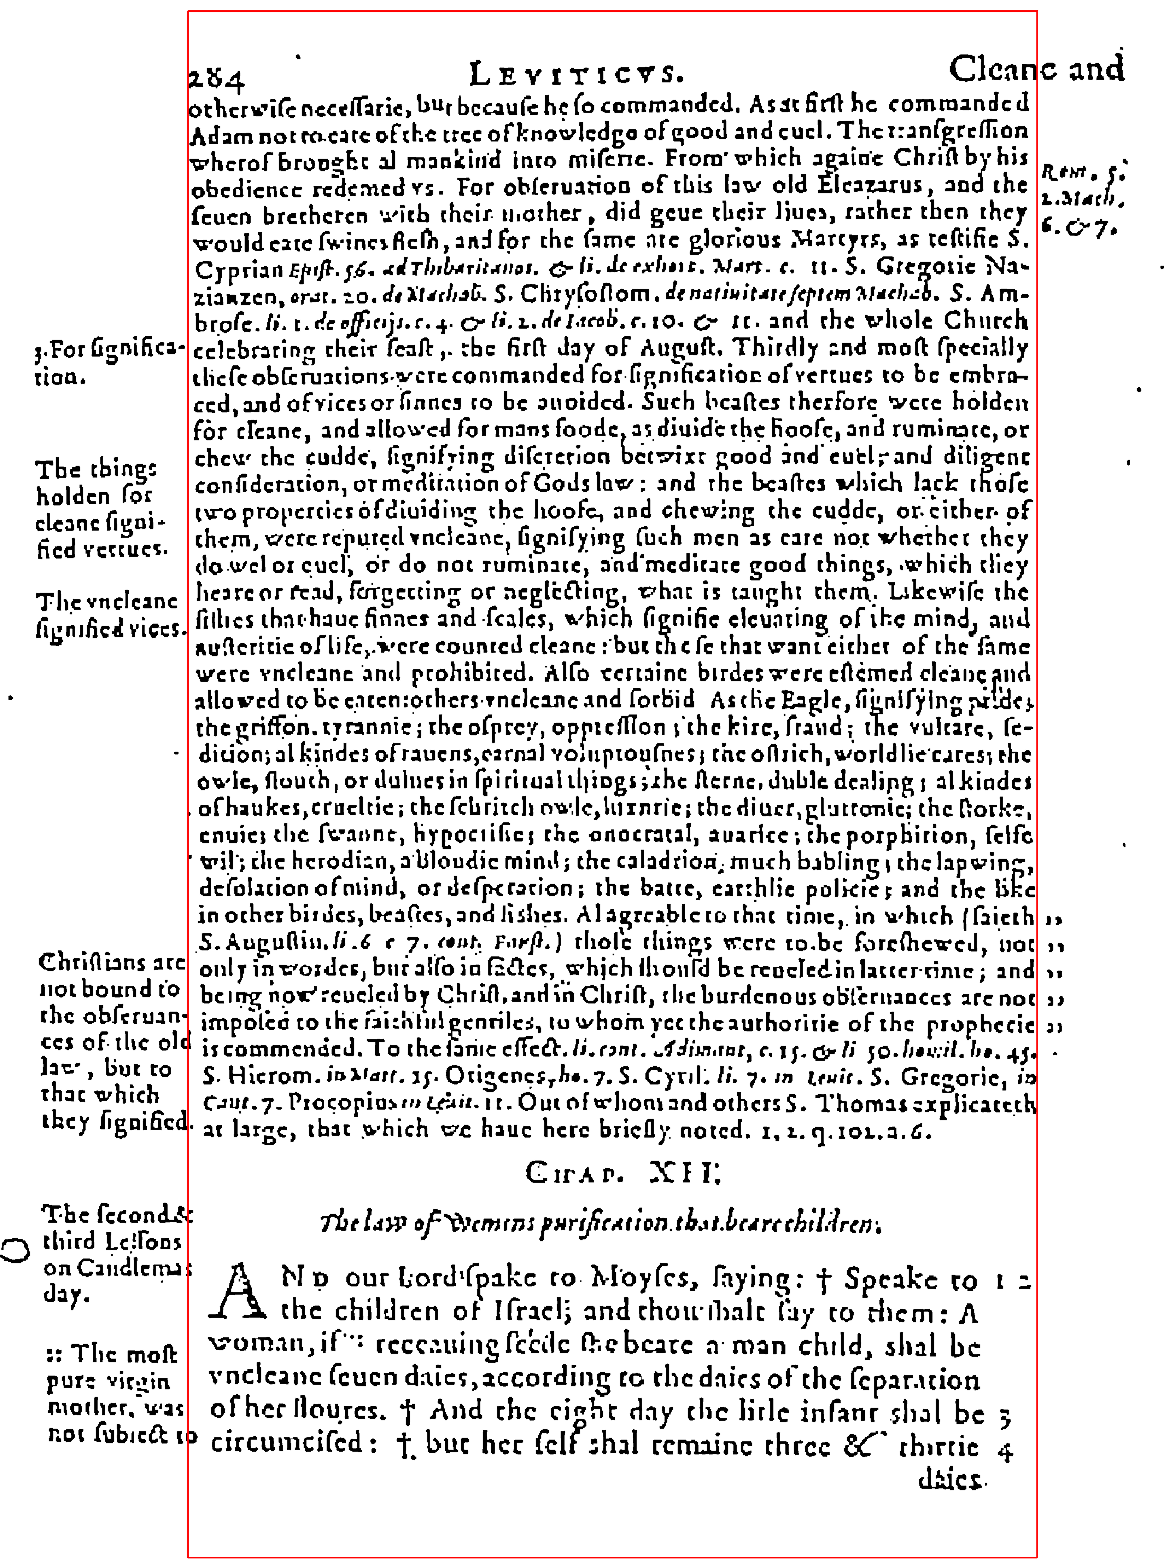 284 LEVITICVS. Cleane and
otherwiſe neceſſarie, but becauſe he ſo commanded. As at firſt he commanded
Adam not to eate of the tree of knowledge of good and euel. The tranſgreſſion
wherof brought al mankind into miſerie. From which againe Chriſt by his
obedience redemed vs. For obſeruation of this law old Eleazarus, and the
ſeuen bretheren with their mother, did geue their liues, rather then they
would eate ſwines fleſh, and for the ſame are glorious Martyrs, as teſtifie S.
Cyprian Epiſt. 56. ad Thibaritanos. & li. de exhort. Mart. c. 11. S. Gregorie Na-
zianzen, orat. 20. de Machab. S. Chryſoſtom. de natiuitate ſeptem Machab. S. Am-
broſe. li. 1. de officijs. c. 4. & li. 2. de Iacob. c. 10. & 11. and the whole Church
celebrating their feaſt, the firſt day of Auguſt. Thirdly and moſt ſpecially
theſe obſeruations were commanded for ſignification of vertues to be embra-
ced, and of vices or ſinnes to be auoided. Such beaſtes therfore were holden
for cleane, and allowed for mans foode, as diuide the hoofe, and ruminate, or
chew the cudde, ſignifying diſcretion betwixt good and euel, and diligent
conſideration, or meditation of Gods law: and the beaſtes which lack thoſe
two properties of diuiding the hoofe, and chewing the cudde, or either of
them, were reputed vncleane, ſignifying ſuch men as care not whether they
do wel or euel, or do not ruminate, and meditate good things, which they
heare or read, forgetting or neglecting, what is taught them. Likewiſe the
fiſhes that haue finnes and ſcales, which ſignifie eleuating of the mind, and
auſteritie of life, were counted cleane: but theſe that want either of the ſame
were vncleane and prohibited. Alſo certaine birdes were eſtemed cleane and
allowed to be eaten: others vncleane and forbid As the Eagle, ſignifying pride;
the griffon. tyrannie; the oſprey, oppreſſion; the kite, fraud; the vulture, ſe-
dition; al kindes of rauens, carnal voluptouſnes; the oſtrich, worldlie cares; the
owle, ſlouth, or dulnes in ſpiritual things; the ſterne, duble dealing; al kindes
of haukes, crueltie; the ſchritch owle, luxurie; the diuer, gluttonie; the ſtorke,
enuie; the ſwanne, hypocriſie; the onocratal, auarice; the porphirion, ſelfe
wil; the herodian, a bloudie mind; the caladrion, much babling; the lapwing,
deſolation of mind, or deſperation; the batte, earthlie policie; and the like
in other birdes, beaſtes, and fiſhes. Al agreable to that time, in which (ſaieth ,,
S. Auguſtin. li. 6 c 7. cont. Fauſt.) thoſe things were to be foreſhewed, not ,,
only in wordes, but alſo in factes, which ſhould be reueled in latter time; and ,,
being now reueled by Chriſt, and in Chriſt, the burdenous obſeruances are not ,,
impoſed to the faithful gentiles, to whom yet the authoritie of the prophecie ,,
is commended. To the ſame effect. li. cont. Adimant, c. 15. & li 50. homil. ho. 45.
S. Hierom. in Matt. 15. Origenes, ho. 7. S. Cyril. li. 7. in Leuit. S. Gregorie, in
Cant. 7. Procopius in Leuit. 11. Out of whom and others S. Thomas explicateth
at large, that which we haue here briefly noted. 1. 2. q. 102. a. 6.
Rom. 5.
2. Mach.
6. & 7.
3. For ſignifica-
tion.
The things
holden for
cleane ſigni-
fied vertues.
The vncleane
ſignified vices.
Chriſtians are
not bound to
the obſeruan-
ces of the old
law, but to
that which
they ſignified.
CHAP. XII.
The law of Wemens purification that beare children.
The ſecond &
third Leſſons
on Candlemas
day.
:: The moſt
pure virgin
mother, was
not ſubiect to
AND our Lord ſpake to Moyſes, ſaying: † Speake to 1 2
the children of Iſrael, and thou ſhalt ſay to them: A
woman, if :: receauing ſeede ſhe beare a man child, shal be
vncleane ſeuen daies, according to the daies of the ſeparation
of her floures. † And the eight day the litle infant shal be 3
circumciſed: † but her ſelf shal remaine three & thirtie 4
daies.